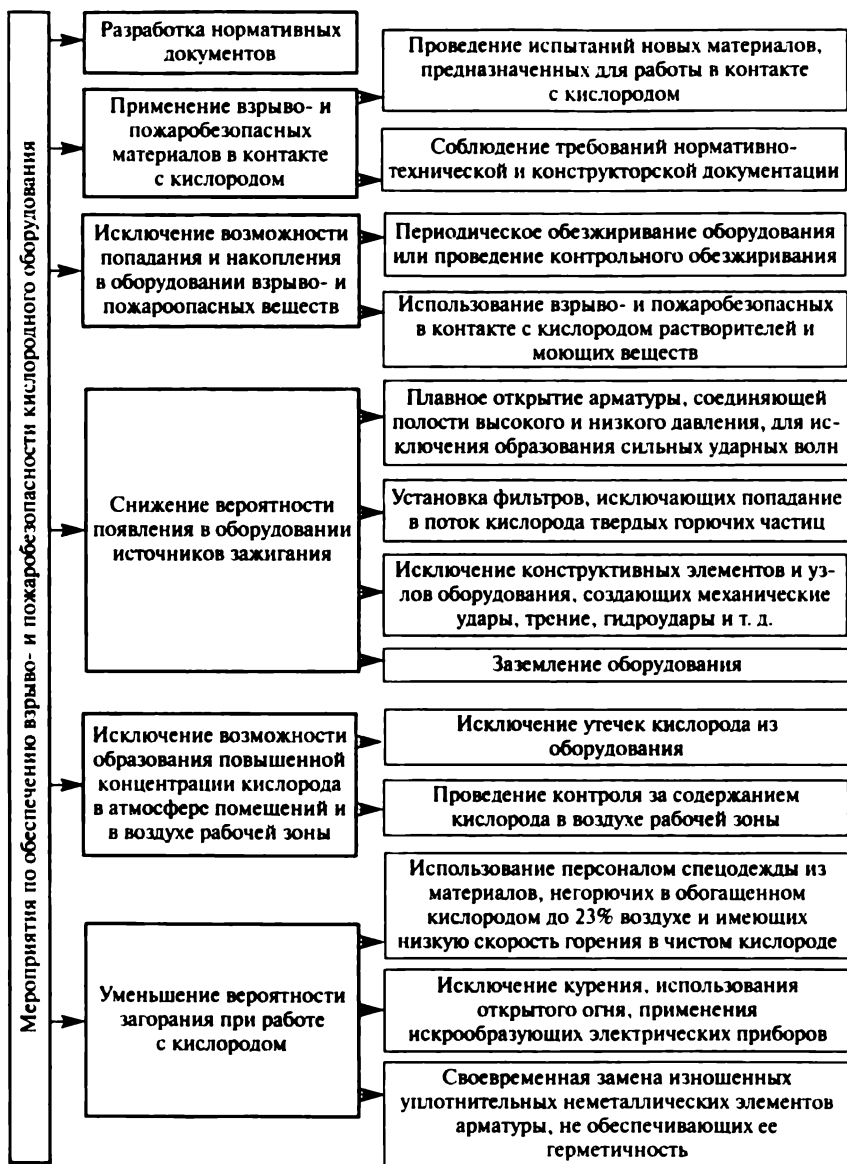 Мероприятия по обеспечению взрыво- и пожаробезопасности кислородного оборудования
Разработка нормативных
документов
Применение взрыво- и
пожаробезопасных
материалов в контакте
с кислородом
Проведение испытаний новых материалов,
предназначенных для работы в контакте
с кислородом
Соблюдение требований нормативно-
технической и конструкторской документации
Исключение возможности
попадания и накопления
в оборудовании взрыво- и
пожароопасных веществ
Периодическое обезжиривание оборудования
или проведение контрольного обезжиривания
Использование взрыво- и пожаробезопасных
в контакте с кислородом растворителей и
моющих веществ
Снижение вероятности
появления в оборудовании
источников зажигания
Плавное открытие арматуры, соединяющей
полости высокого и низкого давления, для ис-
ключения образования сильных ударных волн
Установка фильтров, исключающих попадание
в поток кислорода твердых горючих частиц
Исключение конструктивных элементов и уз-
лов оборудования, создающих механические
удары, трение, гидроудары и т. д.
Заземление оборудования
Исключение возможности
образования повышенной
концентрации кислорода
в атмосфере помещений и
в воздухе рабочей зоны
Исключение утечек кислорода из
оборудования
Проведение контроля за содержанием
кислорода в воздухе рабочей зоны
Уменьшение вероятности
загорания при работе
с кислородом
Использование персоналом спецодежды из
материалов, негорючих в обогащенном
кислородом до 23% воздухе и имеющих
низкую скорость горения в чистом кислороде
Исключение курения, использования
открытого огня, применения
искрообразующих электрических приборов
Своевременная замена изношенных
уплотнительных неметаллических элементов
арматуры, не обеспечивающих ее
герметичность